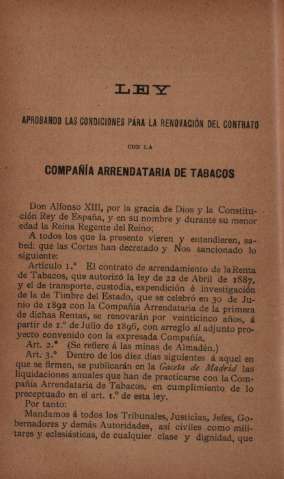 LEY
APROBANDO LAS CONDICIONES PARA LA RENOVACIÓN DEL CONTRATO
CON LA
COMPAÑÍA ARRENDATARIA DE TABACOS
Don Alfonso XIII, por la gracia de Dios y la Constitu-
ción Rey de España, y en su nombre y durante su menor
edad la Reina Regente del Reino;
A todos los que la presente vieren y entendieren, sa-
bed: que las Cortes han decretado y Nos sancionado lo
siguiente:
Artículo 1.º El contrato de arrendamiento de la Renta
de Tabacos, que autorizó la ley de 22 de Abril de 1887,
y el de transporte, custodia, expendición é investigación
de la de Timbre del Estado, que se celebró en 30 de Ju-
nio de 1892 con la Compañía Arrendataria de la primera
de dichas Rentas, se renovarán por veinticinco años, á
partir de 1.º de Julio de 1896, con arreglo al adjunto pro-
yecto convenido con la expresada Compañía.
Art. 2.º (Se refiere á las minas de Almadén.)
Art. 3.º Dentro de los diez días siguientes á aquel en
que se firmen, se publicarán en la Gaceta de Madrid las
liquidaciones anuales que han de practicarse con la Com-
pañía Arrendataria de Tabacos, en cumplimiento de lo
preceptuado en el art. 1.º de esta ley.
Por tanto:
Mandamos á todos los Tribunales, Justicias, Jefes, Go-
bernadores y demás Autoridades, así civiles como mili-
tares y eclesiásticas, de cualquier clase y dignidad, que